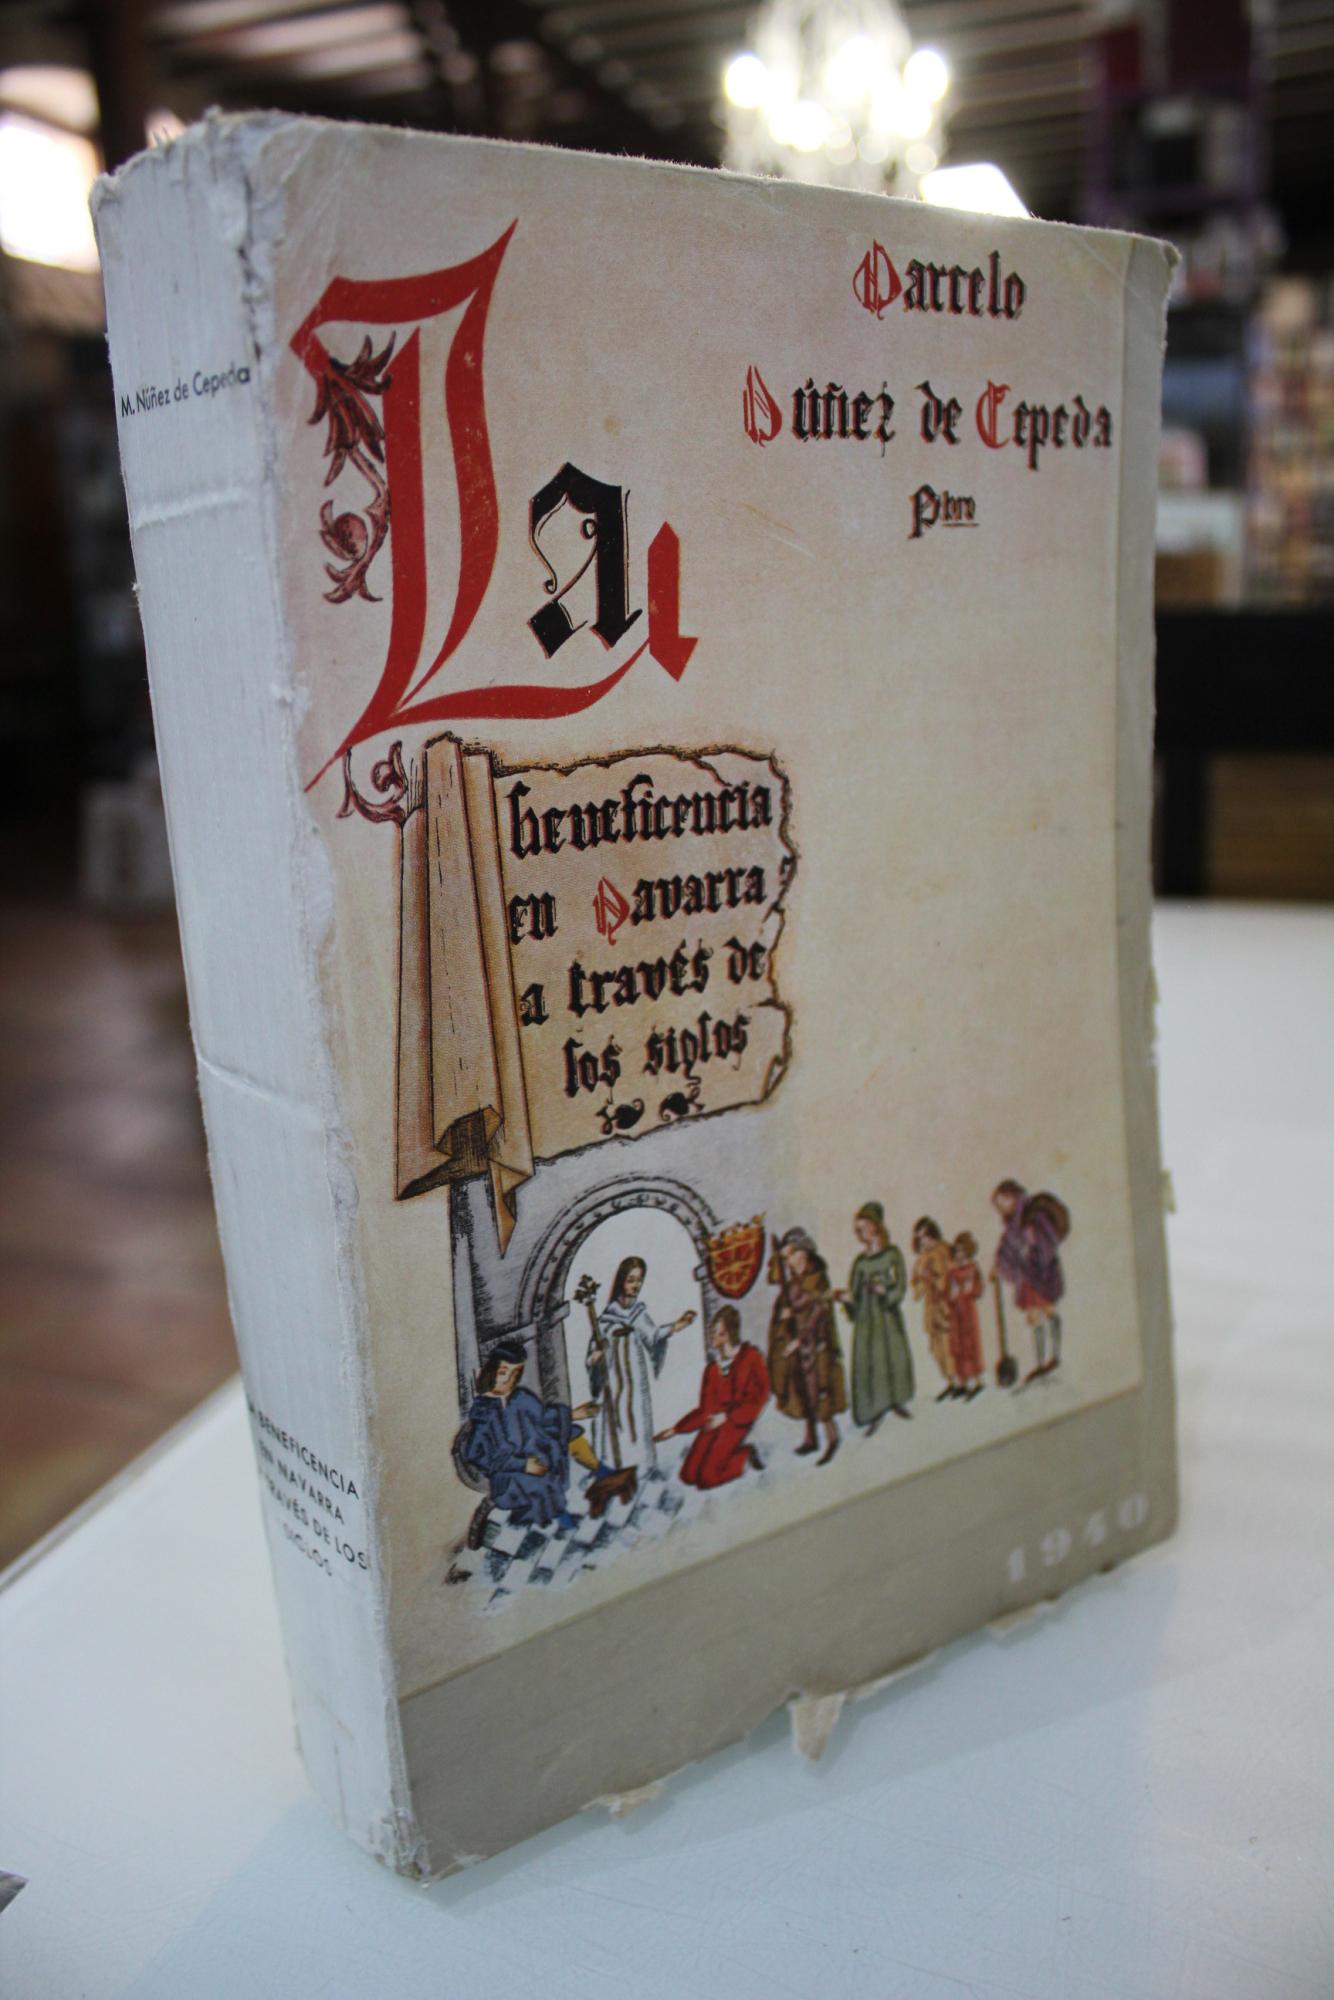 Marcelo
Núñez de Cepeda
Pbro
La
beneficencia
en Navarra
a través de
los siglos
1940
M. Núñez de Cepeda
BENEFICENCIA
EN NAVARRA
TRAVÉS DE LOS
SIGLOS